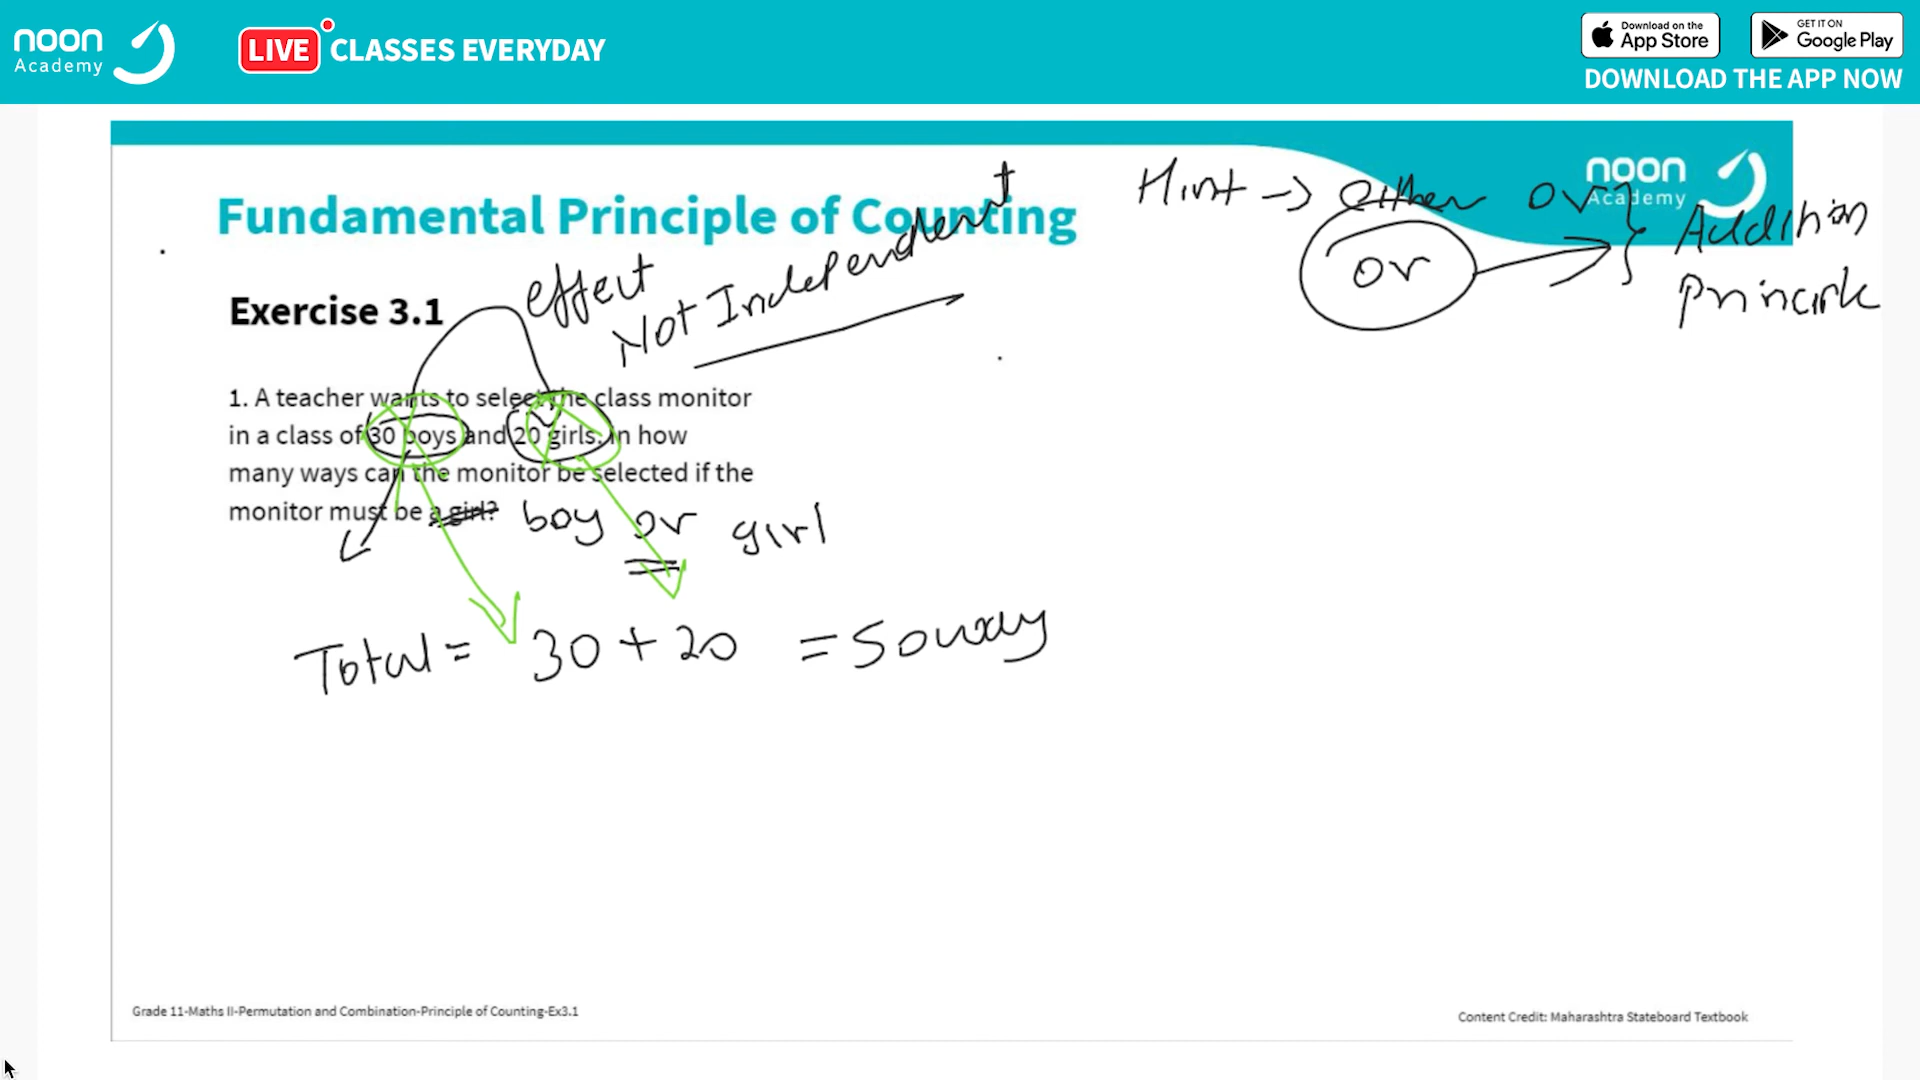 noon
Academy
LIVE CLASSES EVERYDAY
Download on the
App Store
GET IT ON
Google Play
DOWNLOAD THE APP NOW
noon
Academy
Fundamental Principle of Counting
Hint → either or } Addition
or
Principle
Exercise 3.1
effect
Not Independent
1. A teacher wants to select the class monitor
in a class of 30 boys and 20 girls. In how
many ways can the monitor be selected if the
monitor must be a girl? boy or girl
Total = 30 + 20 = 50 way
Grade 11-Maths II-Permutation and Combination-Principle of Counting-Ex3.1
Content Credit: Maharashtra Stateboard Textbook